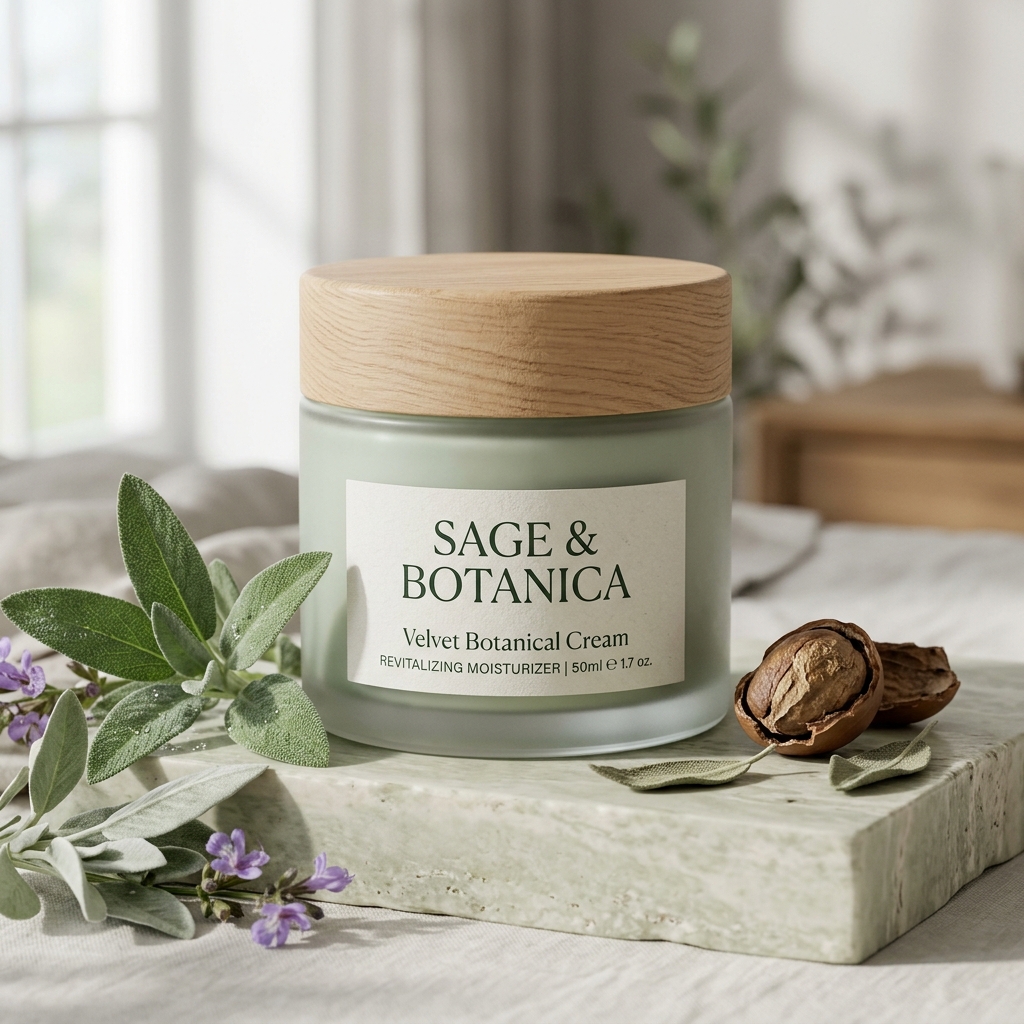 SAGE &
BOTANICA
Velvet Botanical Cream
REVITALIZING MOISTURIZER | 50ml ℮ 1.7 oz.